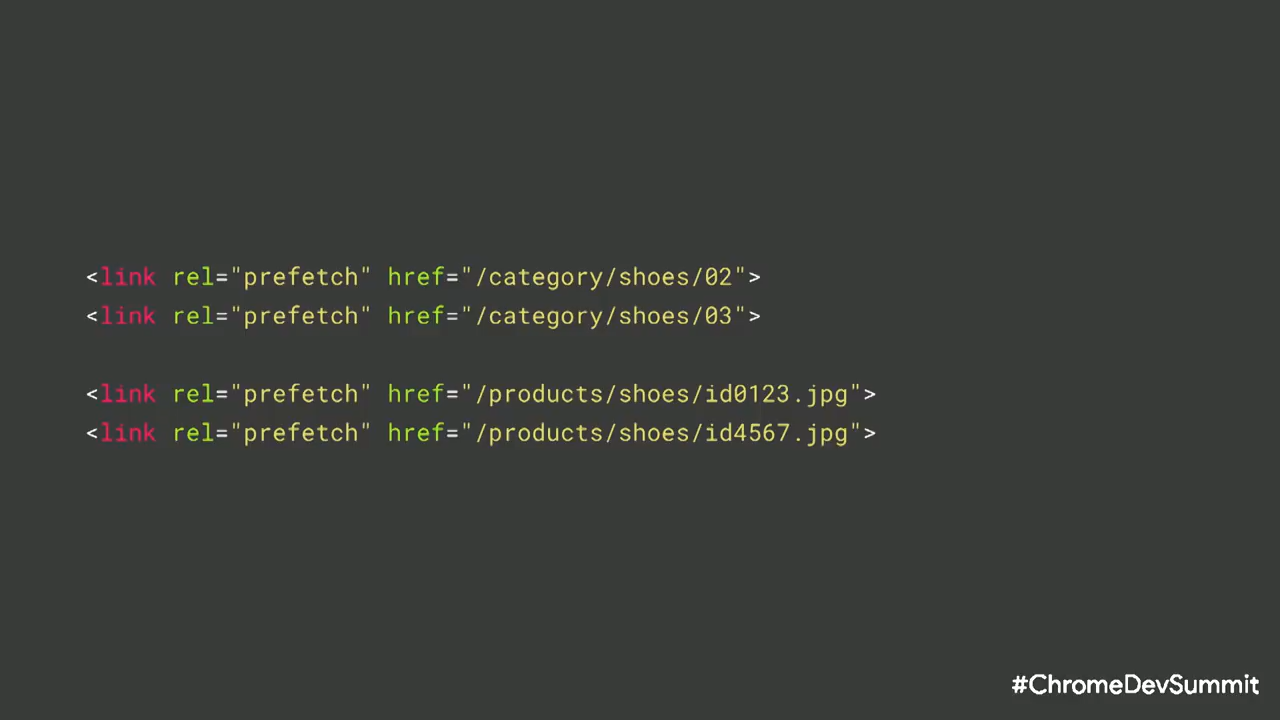 <link rel="prefetch" href="/category/shoes/02">
<link rel="prefetch" href="/category/shoes/03">
<link rel="prefetch" href="/products/shoes/id0123.jpg">
<link rel="prefetch" href="/products/shoes/id4567.jpg">
#ChromeDevSummit